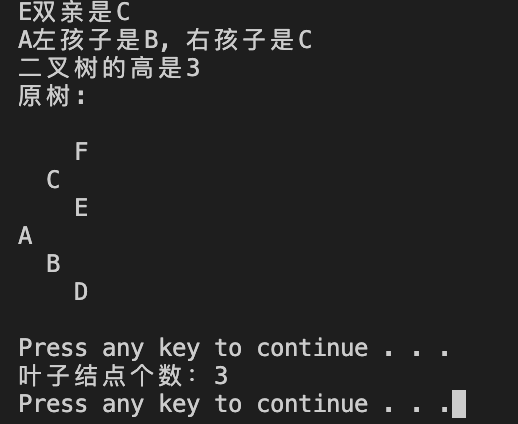 E双亲是C
A左孩子是B, 右孩子是C
二叉树的高是3
原树:
F
C
E
A
B
D
Press any key to continue . . .
叶子结点个数: 3
Press any key to continue . . .